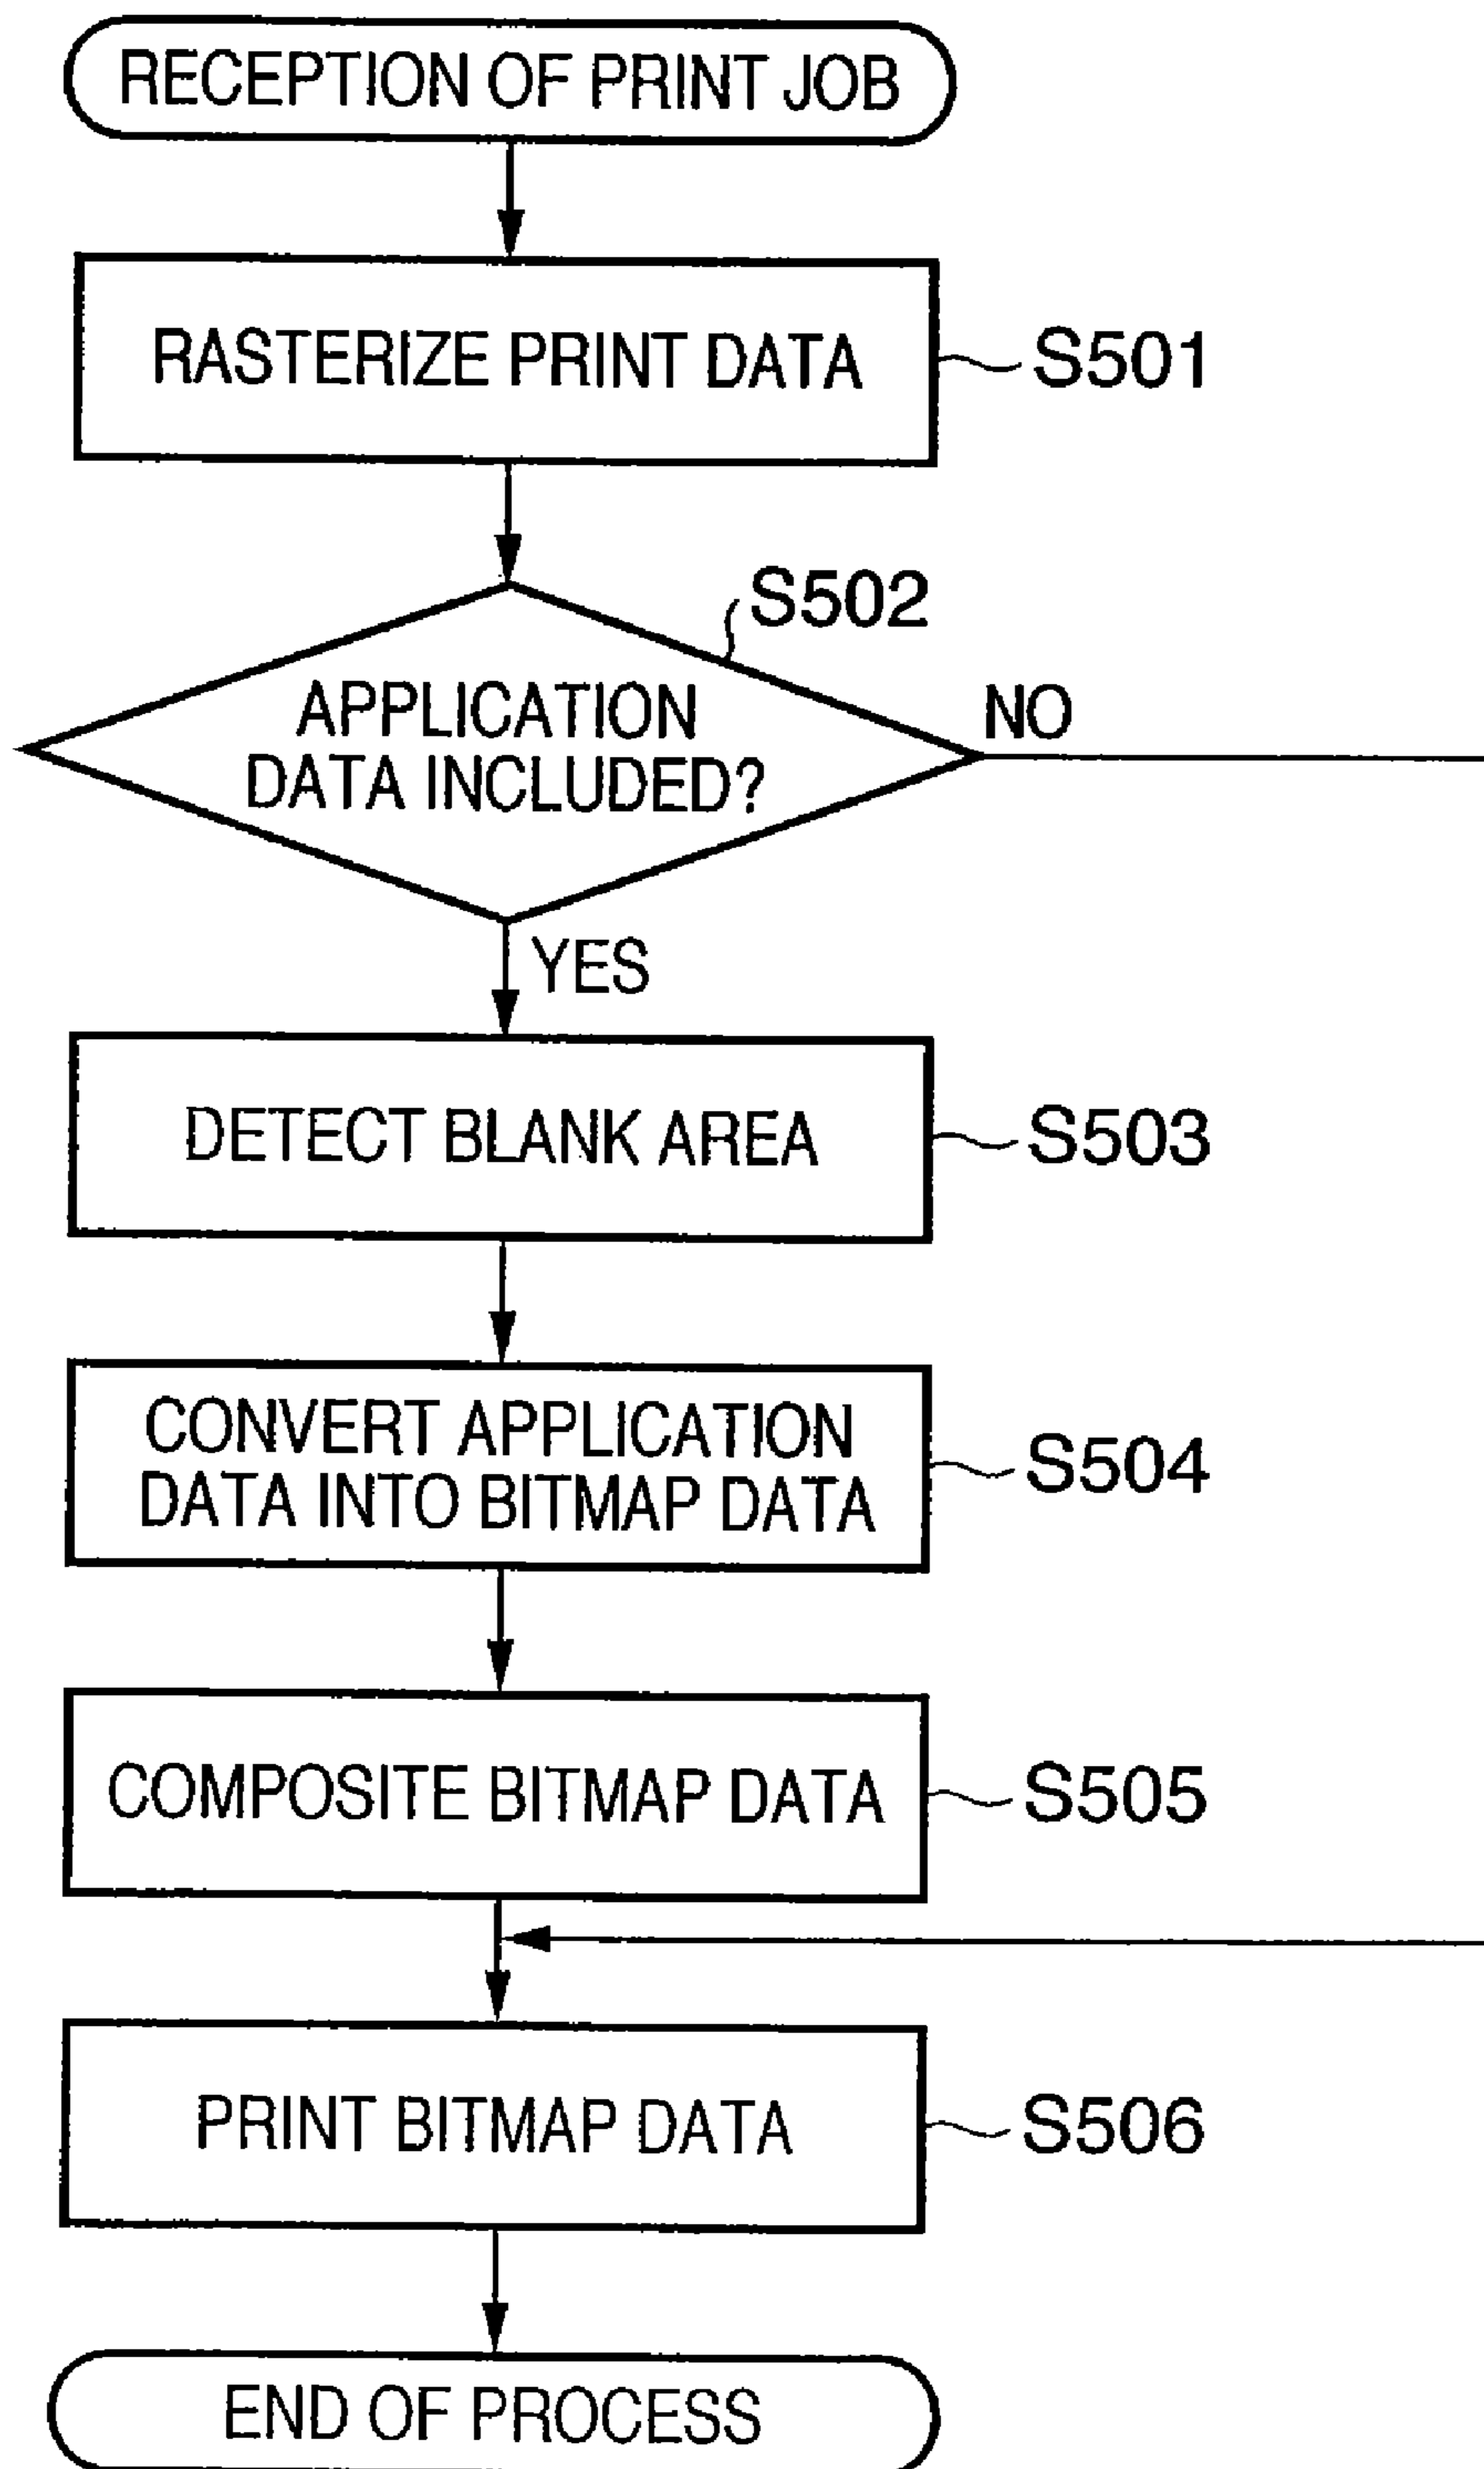 RECEPTION OF PRINT JOB
RASTERIZE PRINT DATA
S501
S502
APPLICATION
DATA INCLUDED?
NO
YES
DETECT BLANK AREA
S503
CONVERT APPLICATION
DATA INTO BITMAP DATA
S504
COMPOSITE BITMAP DATA
S505
PRINT BITMAP DATA
S506
END OF PROCESS